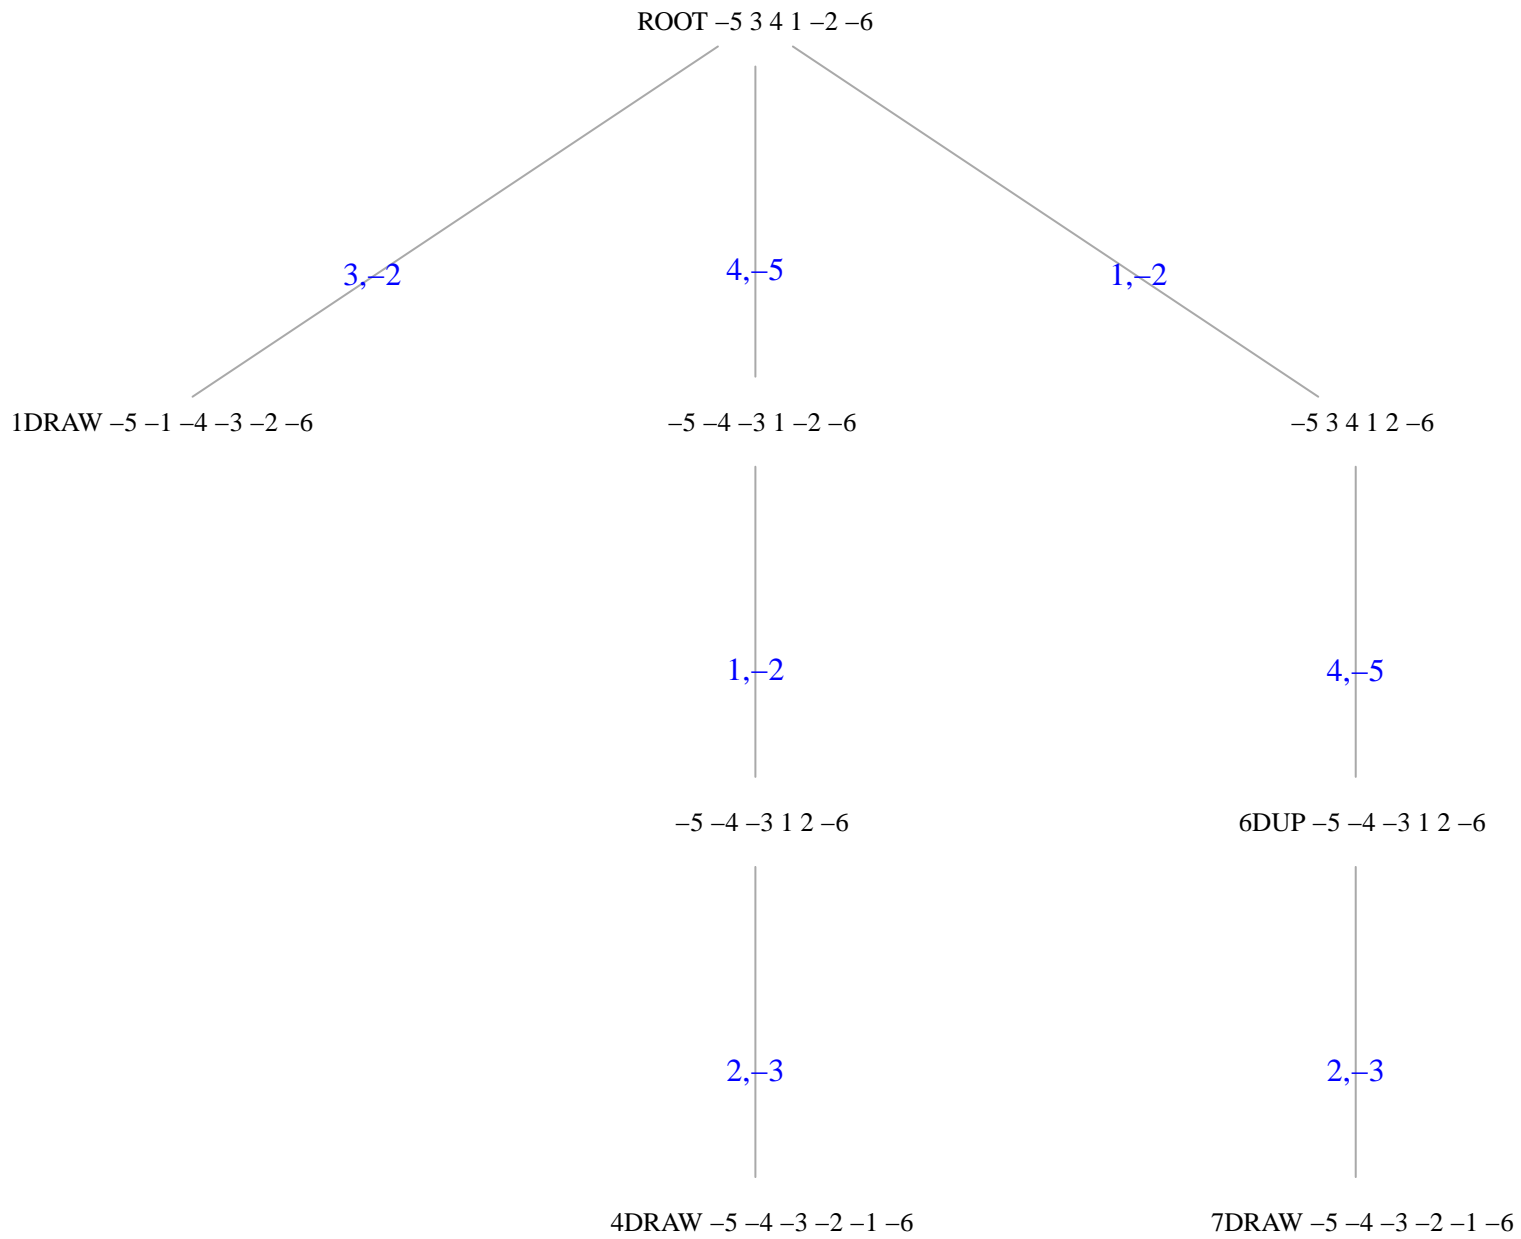 ROOT –5 3 4 1 –2 –6
3,–2
4,–5
1,–2
1DRAW –5 –1 –4 –3 –2 –6
–5 –4 –3 1 –2 –6
–5 3 4 1 2 –6
1,–2
4,–5
–5 –4 –3 1 2 –6
6DUP –5 –4 –3 1 2 –6
2,–3
2,–3
4DRAW –5 –4 –3 –2 –1 –6
7DRAW –5 –4 –3 –2 –1 –6